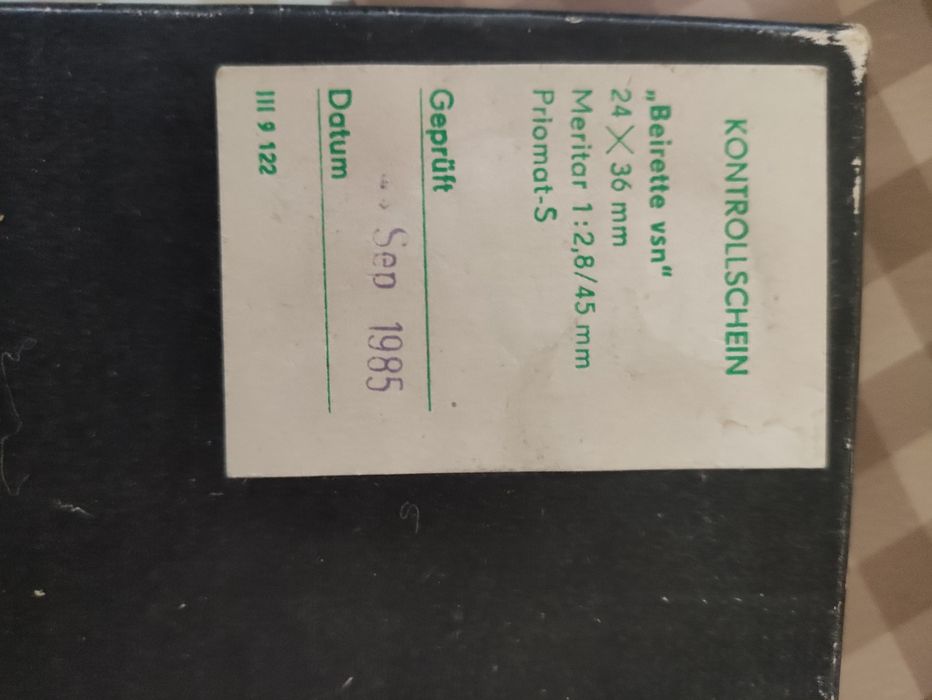 KONTROLLSCHEIN
„Beirette vsn“
24 × 36 mm
Meritar 1:2,8/45 mm
Priomat-S
Geprüft
Sep 1985
Datum
III 9 122